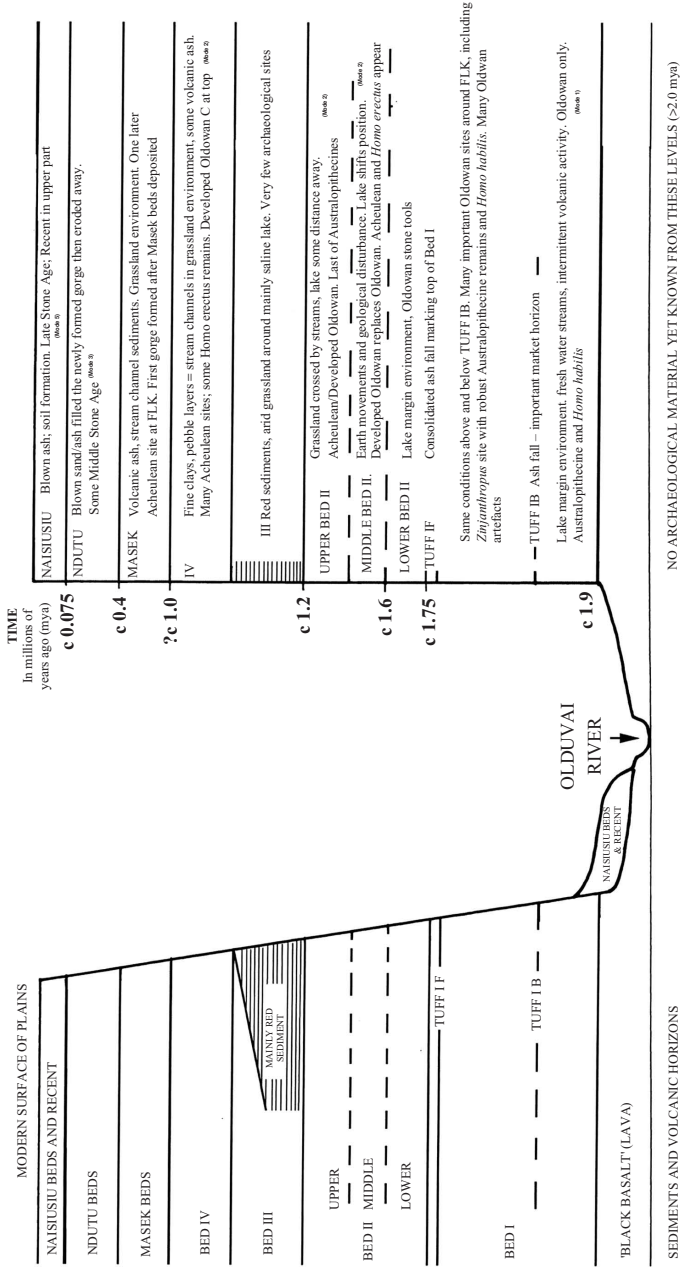 MODERN SURFACE OF PLAINS
NAISIUSIU BEDS AND RECENT
NDUTU BEDS
MASEK BEDS
BED IV
BED III
MAINLY RED
SEDIMENT
BED II
UPPER
MIDDLE
LOWER
TUFF I F
BED I
TUFF I B
'BLACK BASALT' (LAVA)
SEDIMENTS AND VOLCANIC HORIZONS
NAISIUSIU BEDS
& RECENT
OLDUVAI
RIVER
TIME
In millions of
years ago (mya)
c 0.075
c 0.4
?c 1.0
c 1.2
c 1.6
c 1.75
c 1.9
NAISIUSIU Blown ash; soil formation. Late Stone Age; Recent in upper part
(Mode 5)
NDUTU Blown sand/ash filled the newly formed gorge then eroded away.
Some Middle Stone Age (Mode 3)
MASEK Volcanic ash, stream channel sediments. Grassland environment. One later
Acheulean site at FLK. First gorge formed after Masek beds deposited
IV Fine clays, pebble layers = stream channels in grassland environment, some volcanic ash.
Many Acheulean sites; some Homo erectus remains. Developed Oldowan C at top (Mode 2)
III Red sediments, arid grassland around mainly saline lake. Very few archaeological sites
UPPER BED II Grassland crossed by streams, lake some distance away.
Acheulean/Developed Oldowan. Last of Australopithecines (Mode 2)
MIDDLE BED II. Earth movements and geological disturbance. Lake shifts position.
Developed Oldowan replaces Oldowan. Acheulean and Homo erectus appear (Mode 2)
LOWER BED II Lake margin environment, Oldowan stone tools
TUFF IF Consolidated ash fall marking top of Bed I
Same conditions above and below TUFF IB. Many important Oldowan sites around FLK, including
Zinjanthropus site with robust Australopithecine remains and Homo habilis. Many Oldwan
artefacts
TUFF IB Ash fall – important market horizon
Lake margin environment. fresh water streams, intermittent volcanic activity. Oldowan only.
Australopithecine and Homo habilis (Mode 1)
NO ARCHAEOLOGICAL MATERIAL YET KNOWN FROM THESE LEVELS (>2.0 mya)